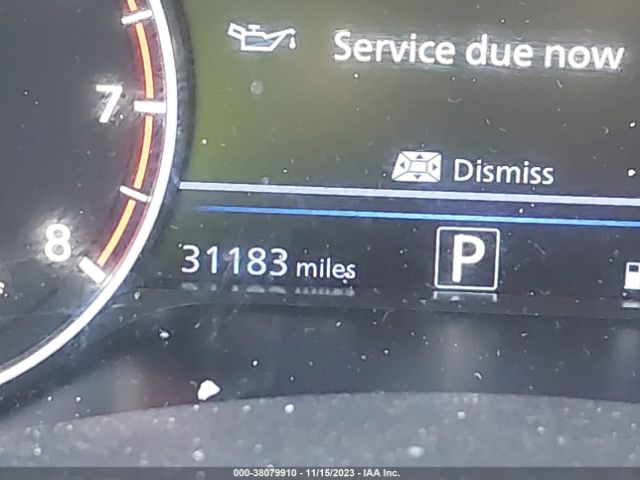 Service due now
7
Dismiss
8
31183 miles
P
000-38079910 - 11/15/2023 - IAA Inc.